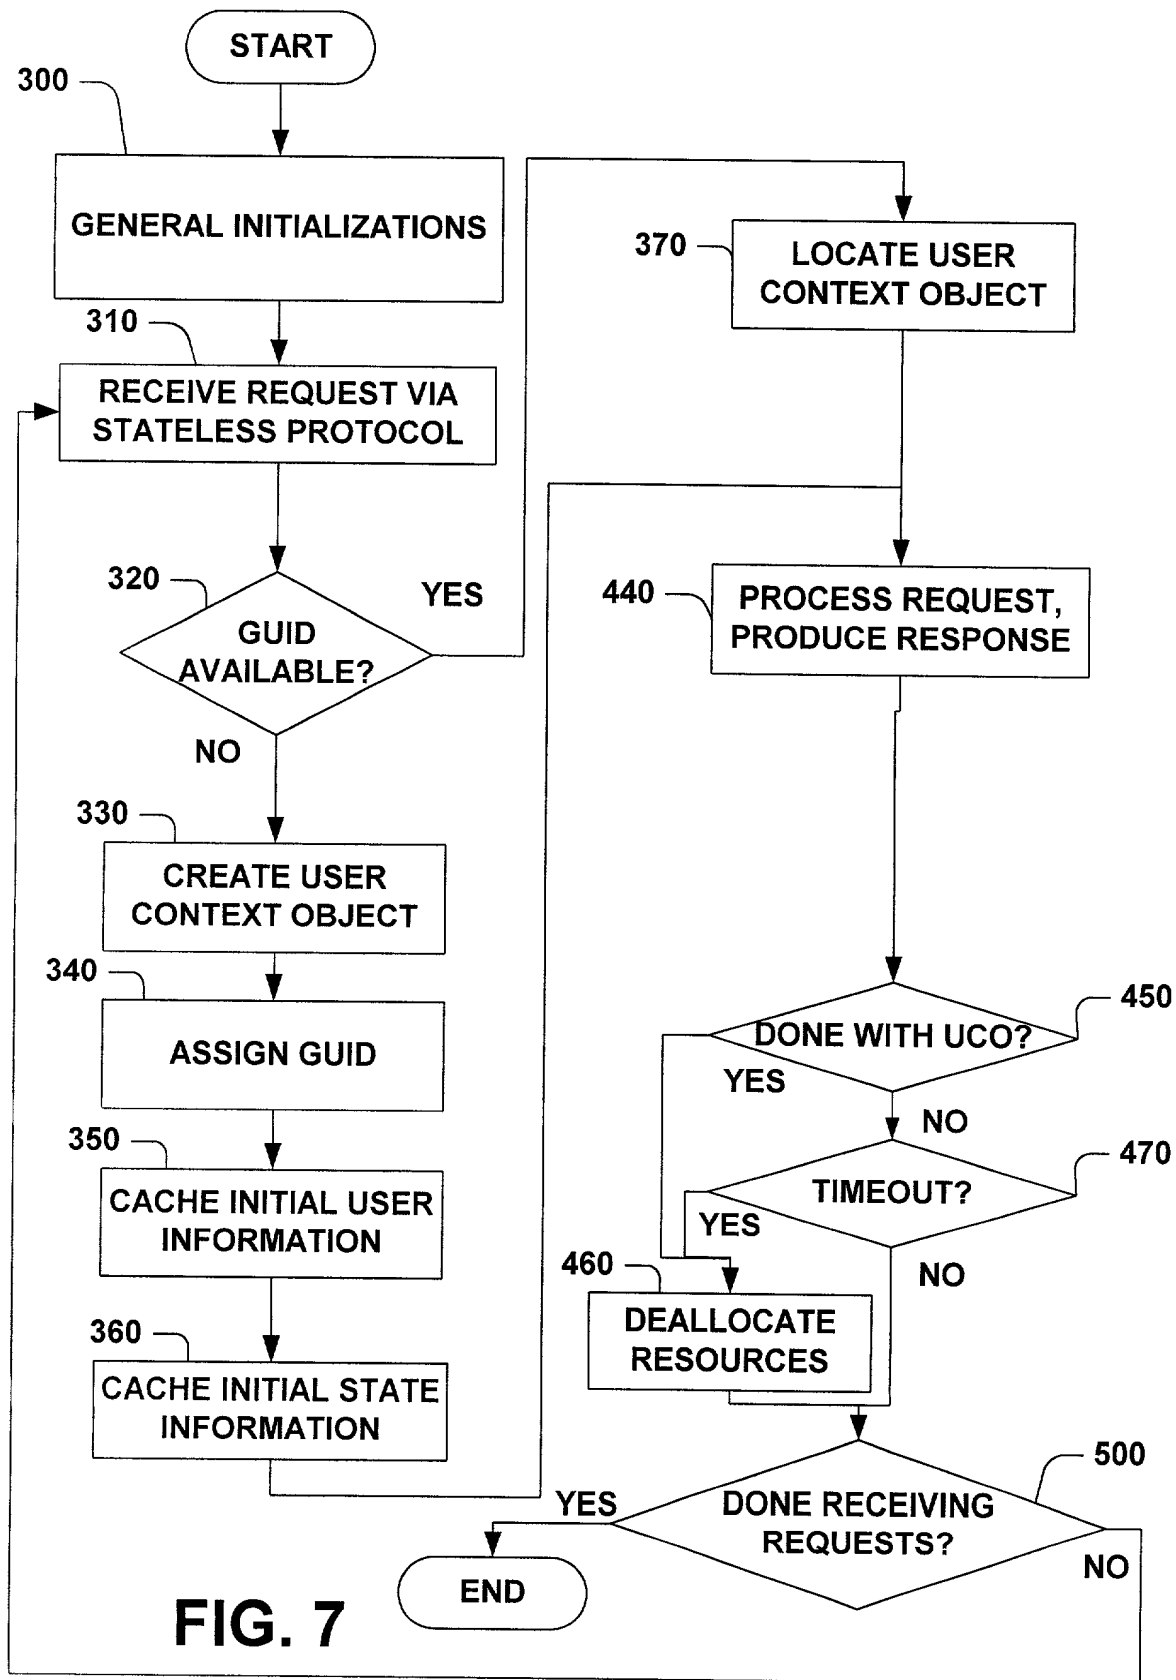 START
300
GENERAL INITIALIZATIONS
310
RECEIVE REQUEST VIA
STATELESS PROTOCOL
320
GUID
AVAILABLE?
YES
NO
330
CREATE USER
CONTEXT OBJECT
340
ASSIGN GUID
350
CACHE INITIAL USER
INFORMATION
360
CACHE INITIAL STATE
INFORMATION
370
LOCATE USER
CONTEXT OBJECT
440
PROCESS REQUEST,
PRODUCE RESPONSE
450
DONE WITH UCO?
YES
NO
470
TIMEOUT?
YES
NO
460
DEALLOCATE
RESOURCES
500
DONE RECEIVING
REQUESTS?
YES
NO
END
FIG. 7